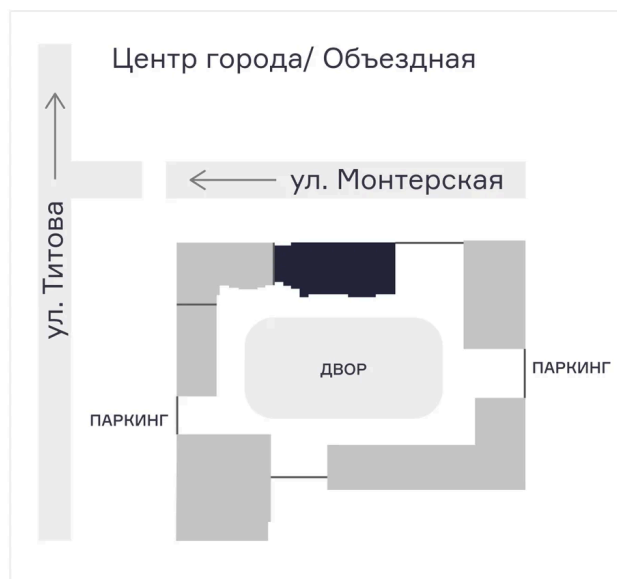 Центр города/ Объездная
ул. Монтерская
ул. Титова
ДВОР
ПАРКИНГ
ПАРКИНГ